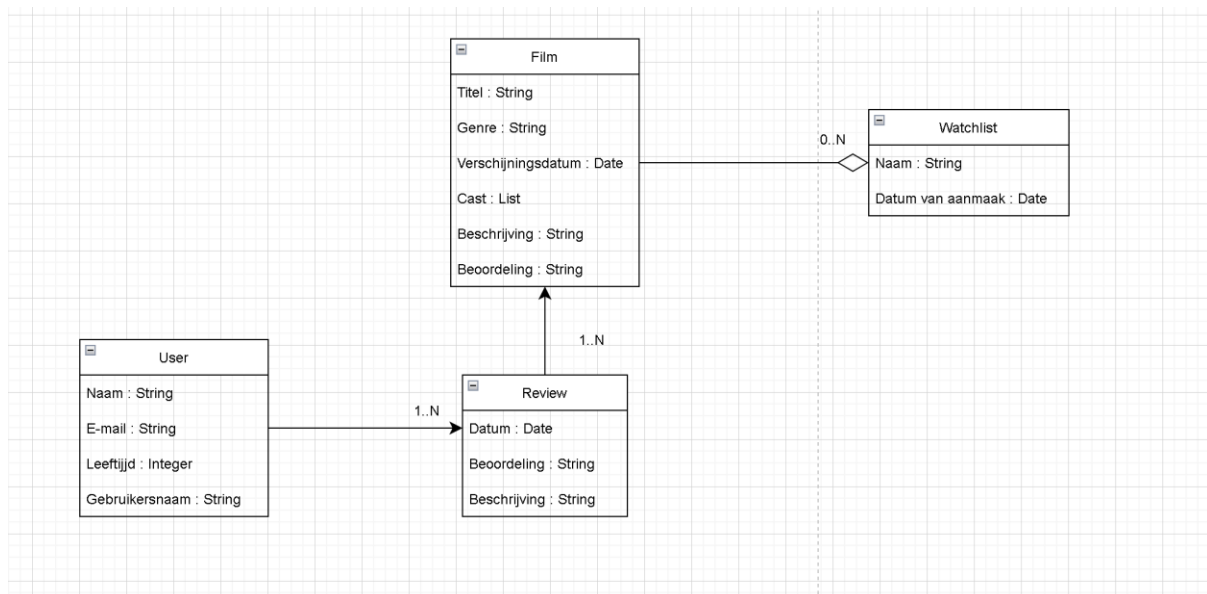 Film
Titel : String
Genre : String
Verschijningsdatum : Date
Cast : List
Beschrijving : String
Beoordeling : String
0..N
Watchlist
Naam : String
Datum van aanmaak : Date
1..N
User
Naam : String
E-mail : String
Leeftijjd : Integer
Gebruikersnaam : String
1..N
Review
Datum : Date
Beoordeling : String
Beschrijving : String